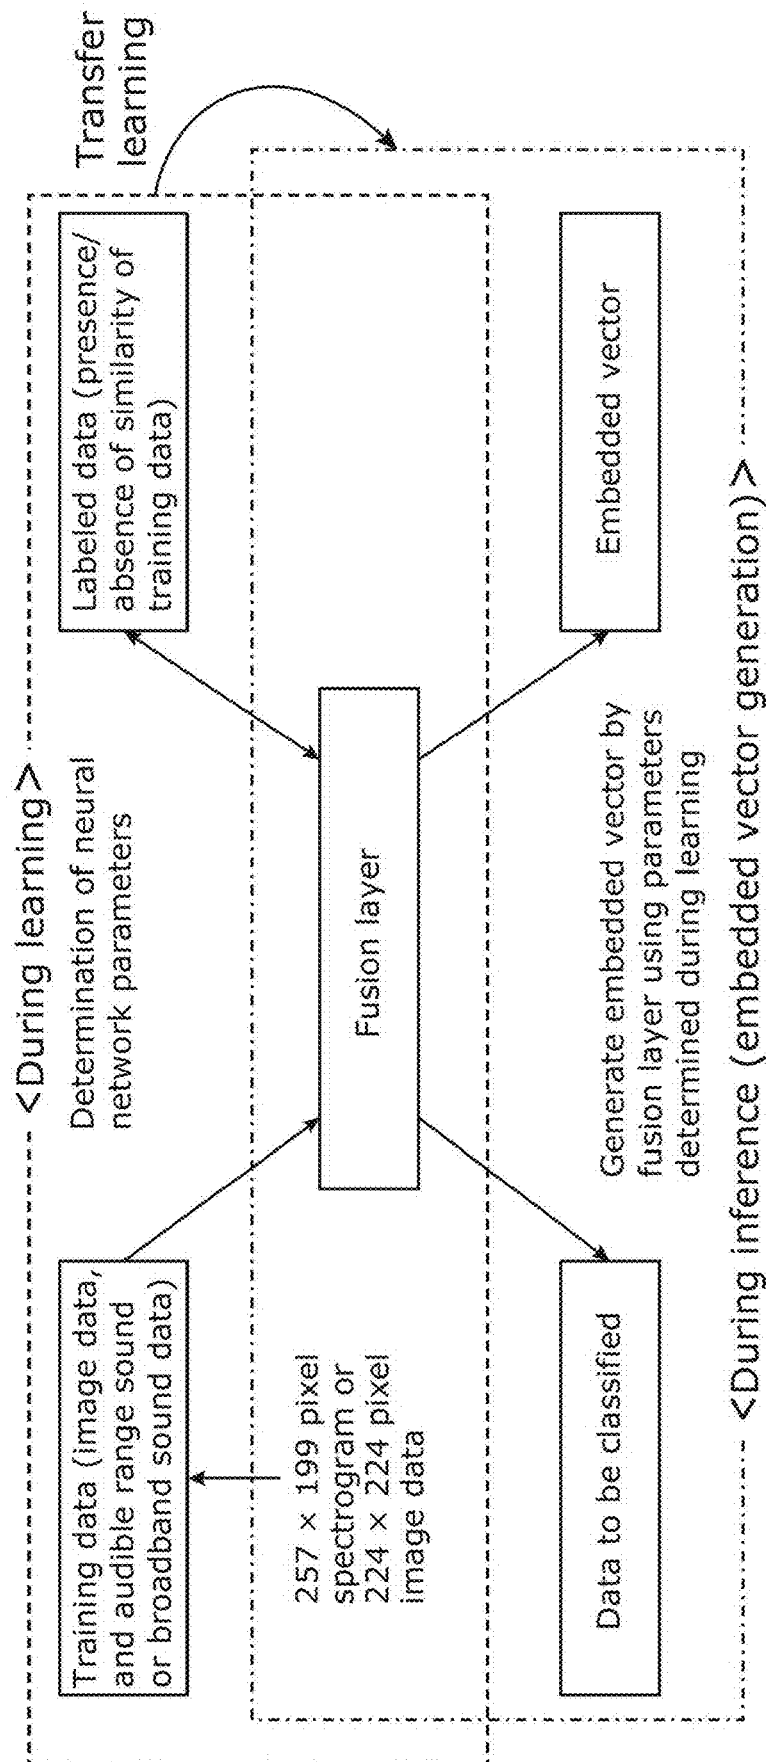 <During learning>
Training data (image data,
and audible range sound
or broadband sound data)
Determination of neural
network parameters
Labeled data (presence/
absence of similarity of
training data)
Transfer
learning
257 × 199 pixel
spectrogram or
224 × 224 pixel
image data
Fusion layer
Data to be classified
Generate embedded vector by
fusion layer using parameters
determined during learning
Embedded vector
<During inference (embedded vector generation)>